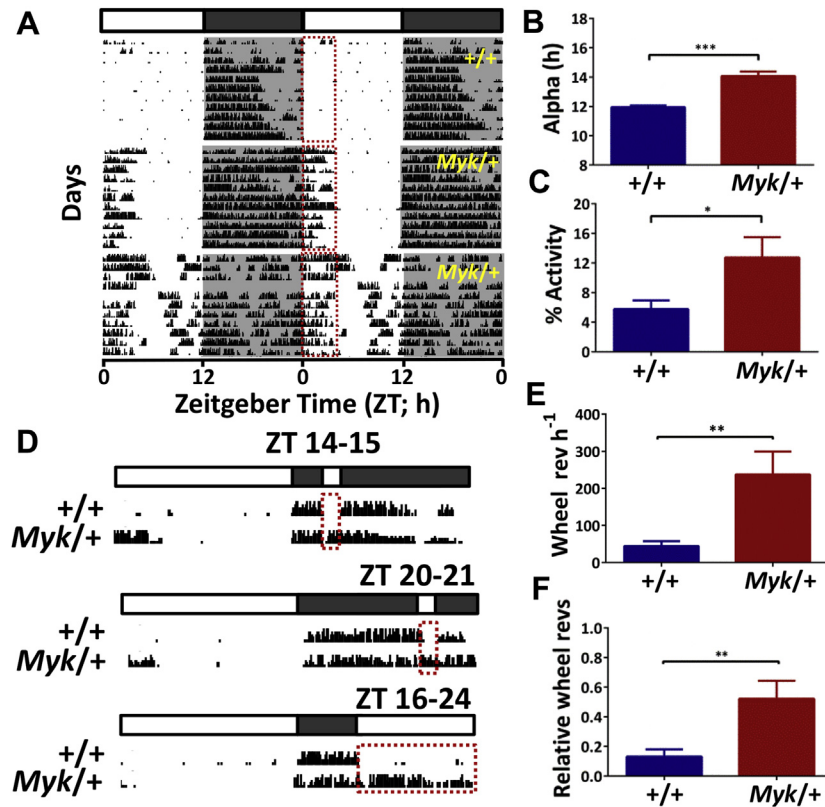 A
+/+
Myk/+
Myk/+
Days
0 12 0 12 0
Zeitgeber Time (ZT; h)
B
Alpha (h)
18
16
14
12
10
***
+/+ Myk/+
C
% Activity
20
16
12
8
4
0
*
+/+ Myk/+
D
ZT 14-15
+/+
Myk/+
ZT 20-21
+/+
Myk/+
ZT 16-24
+/+
Myk/+
E
Wheel rev h⁻¹
400
300
200
100
0
**
+/+ Myk/+
F
Relative wheel revs
1.0
0.8
0.6
0.4
0.2
0.0
**
+/+ Myk/+